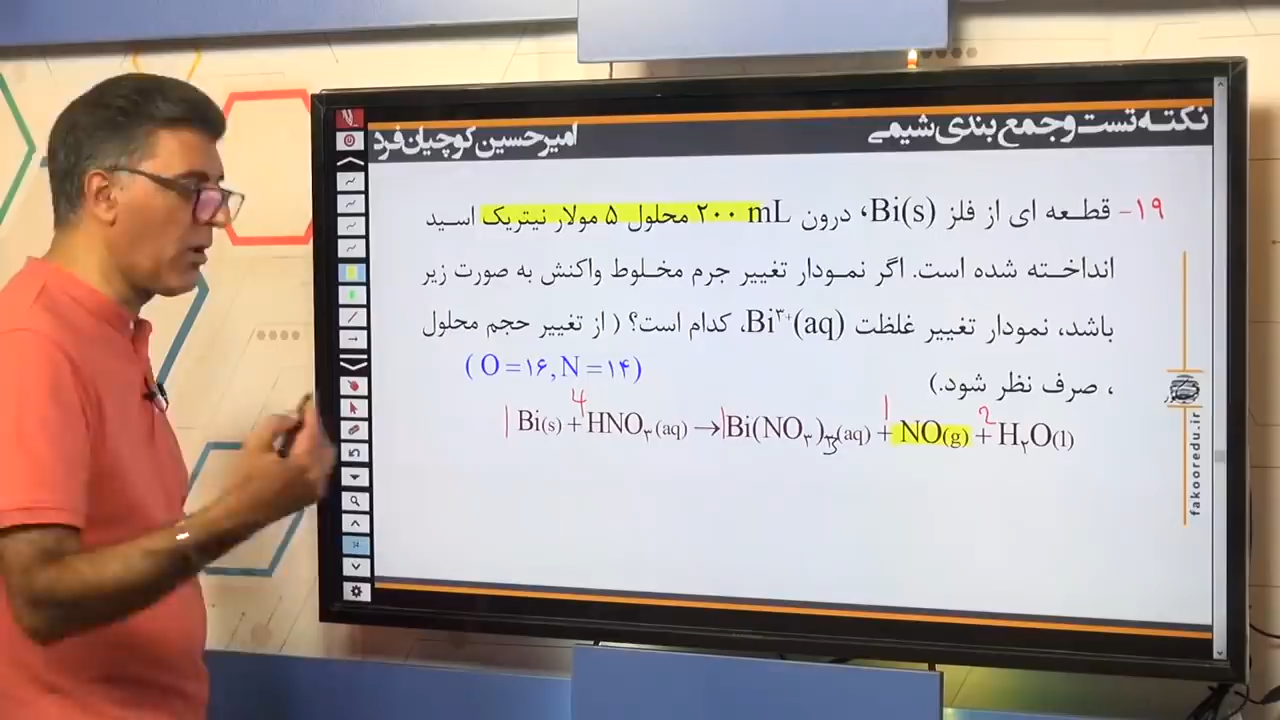 نکته تست و جمع بندی شیمی
امیرحسین کوچیان‌فرد
۱۹- قطعه ای از فلز Bi(s)، درون ۲۰۰ mL محلول ۵ مولار نیتریک اسید
انداخته شده است. اگر نمودار تغییر جرم مخلوط واکنش به صورت زیر
باشد، نمودار تغییر غلظت Bi³⁺(aq)، کدام است؟ ( از تغییر حجم محلول
، صرف نظر شود.)
( O = ۱۶ , N = ۱۴ )
1 Bi(s) + 4 HNO₃(aq) → 1 Bi(NO₃)₃(aq) + 1 NO(g) + 2 H₂O(l)
fakooredu.ir